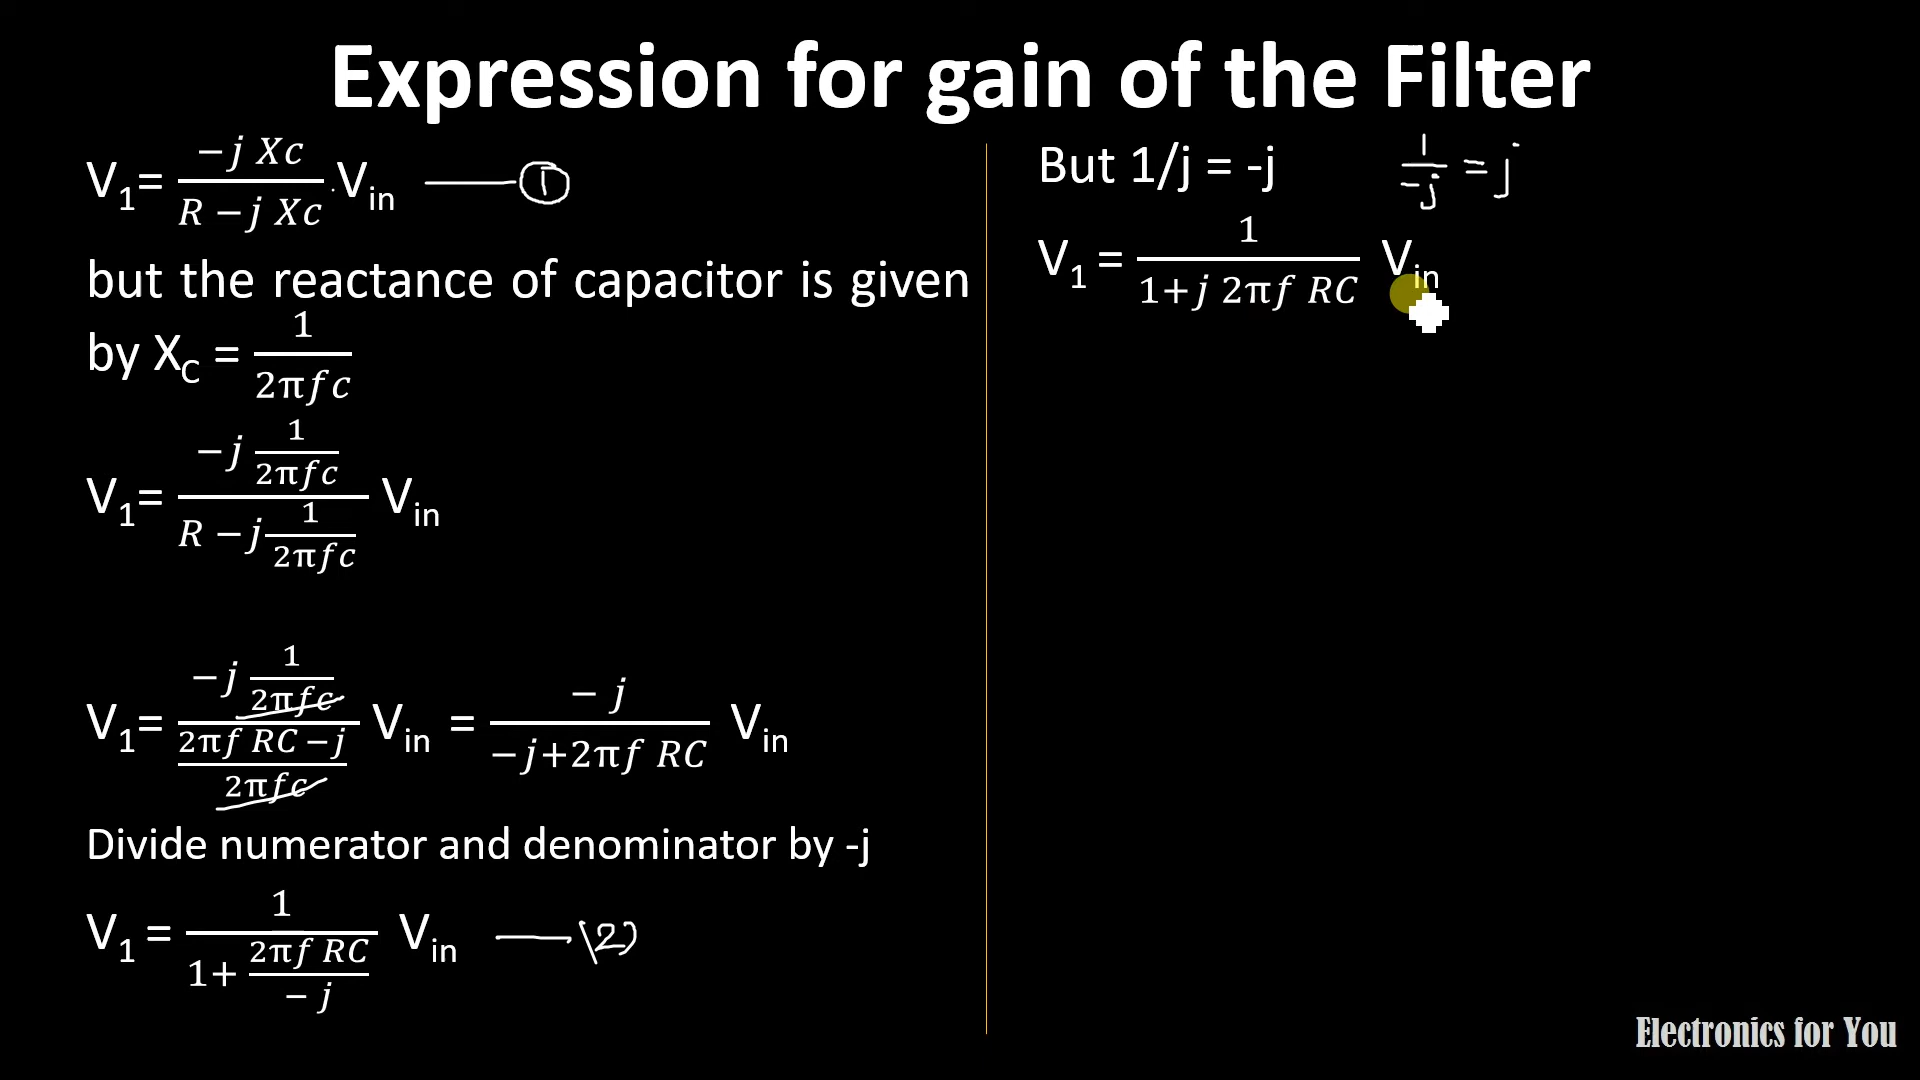 Expression for gain of the Filter
V₁= (−j Xc)/(R −j Xc) .Vᵢₙ —— ①
but the reactance of capacitor is given
by X_C = 1/(2πfc)
V₁= (−j 1/(2πfc))/(R −j 1/(2πfc)) Vᵢₙ
V₁= (−j 1/(2πfc))/((2πf RC −j)/(2πfc)) Vᵢₙ = (− j)/(−j+2πf RC) Vᵢₙ
Divide numerator and denominator by -j
V₁ = 1/(1+ (2πf RC)/(− j)) Vᵢₙ —— (2)
But 1/j = -j 1/(−j) = j
V₁ = 1/(1+j 2πf RC) Vᵢₙ
Electronics for You